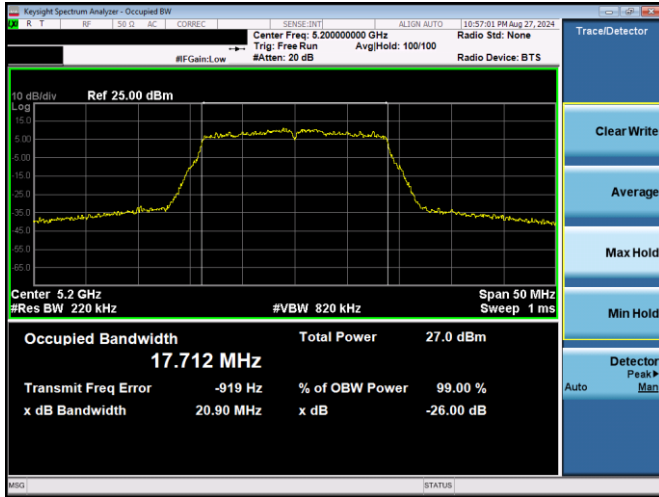 Keysight Spectrum Analyzer - Occupied BW
R T RF 50 Ω AC CORREC SENSE:INT ALIGN AUTO 10:57:01 PM Aug 27, 2024
Center Freq: 5.200000000 GHz Radio Std: None
Trig: Free Run Avg|Hold: 100/100
#IFGain:Low #Atten: 20 dB Radio Device: BTS
Trace/Detector
10 dB/div Ref 25.00 dBm
Log
15.0
5.00
-5.00
-15.0
-25.0
-35.0
-45.0
-55.0
-65.0
Center 5.2 GHz Span 50 MHz
#Res BW 220 kHz #VBW 820 kHz Sweep 1 ms
Occupied Bandwidth Total Power 27.0 dBm
17.712 MHz
Transmit Freq Error -919 Hz % of OBW Power 99.00 %
x dB Bandwidth 20.90 MHz x dB -26.00 dB
Clear Write
Average
Max Hold
Min Hold
Detector
Peak▶
Auto Man
MSG STATUS